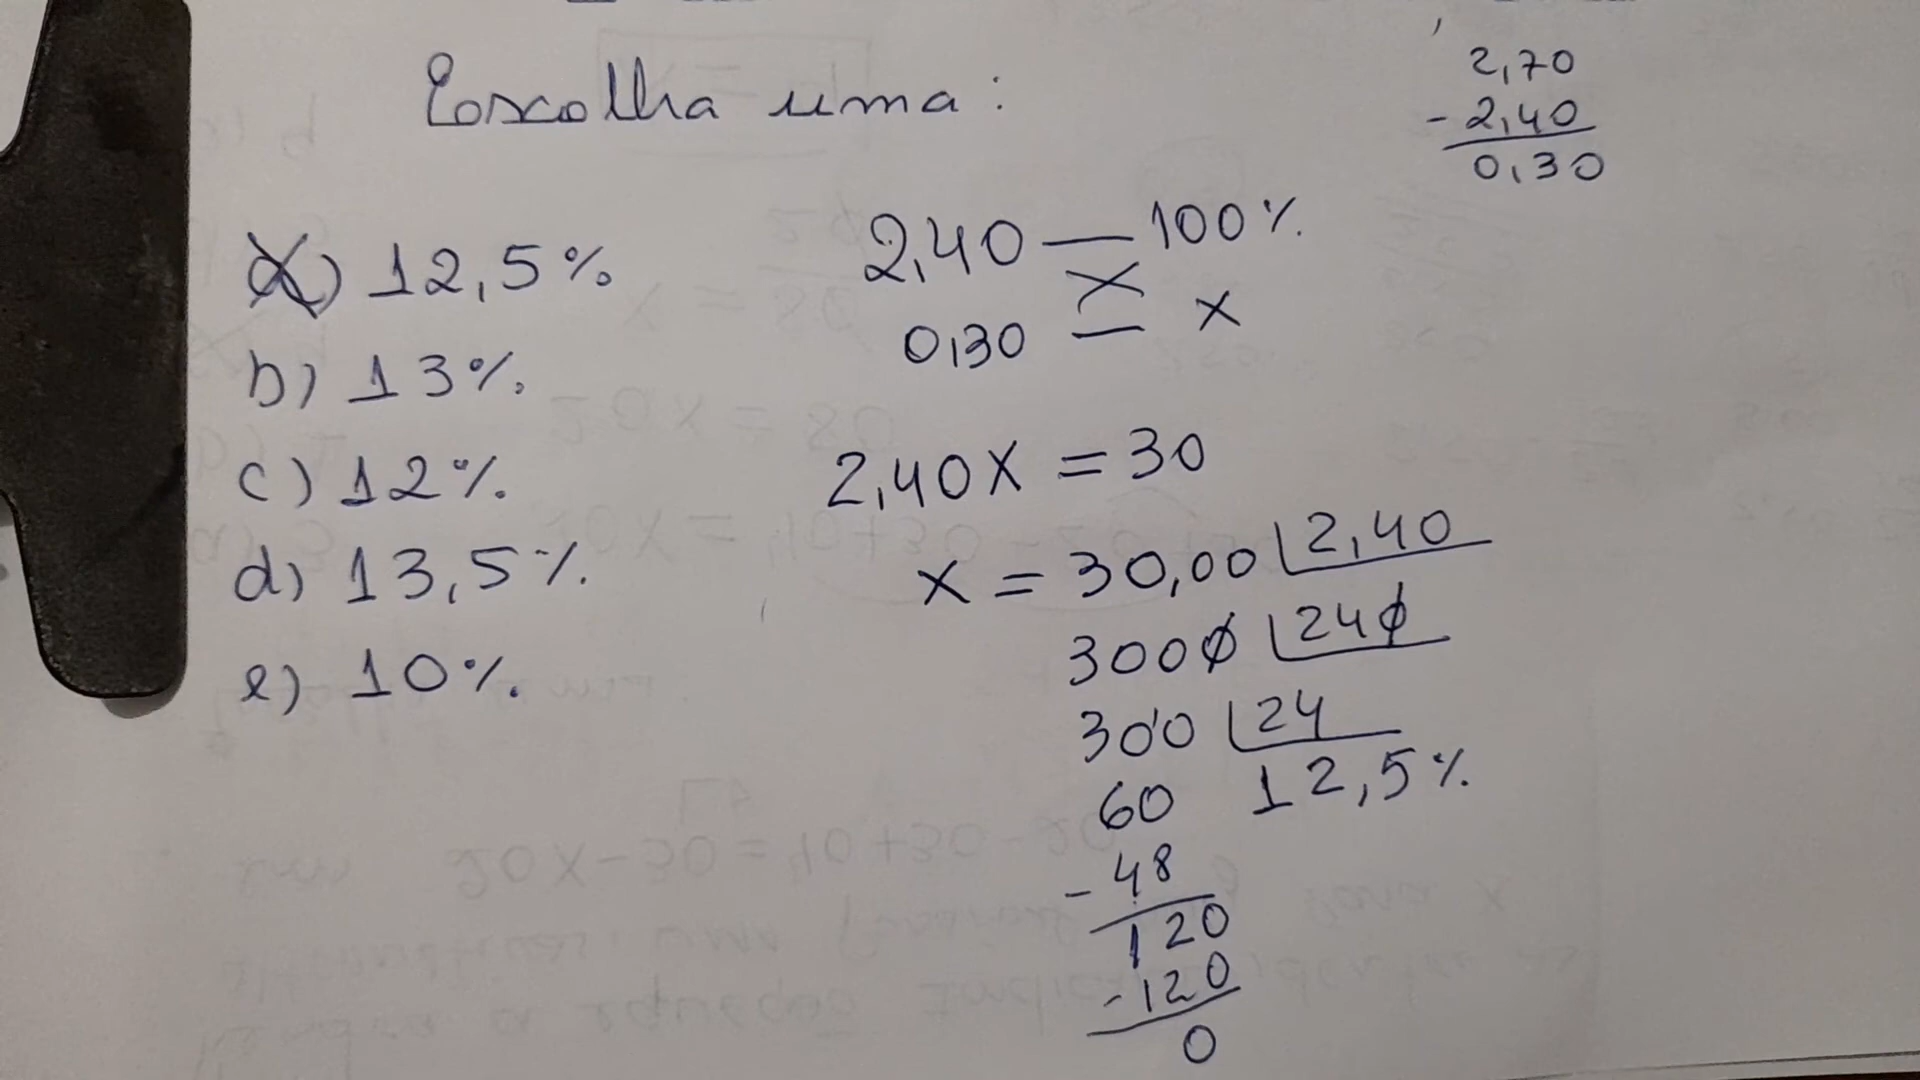 Escolha uma:
2,70
- 2,40
0,30
a) 12,5%
b) 13%
c) 12%
d) 13,5%
e) 10%
2,40 — 100%
0,30 — x
2,40x = 30
x = 30,00 2,40
3000 240
300 24
60 12,5%
- 48
120
- 120
0